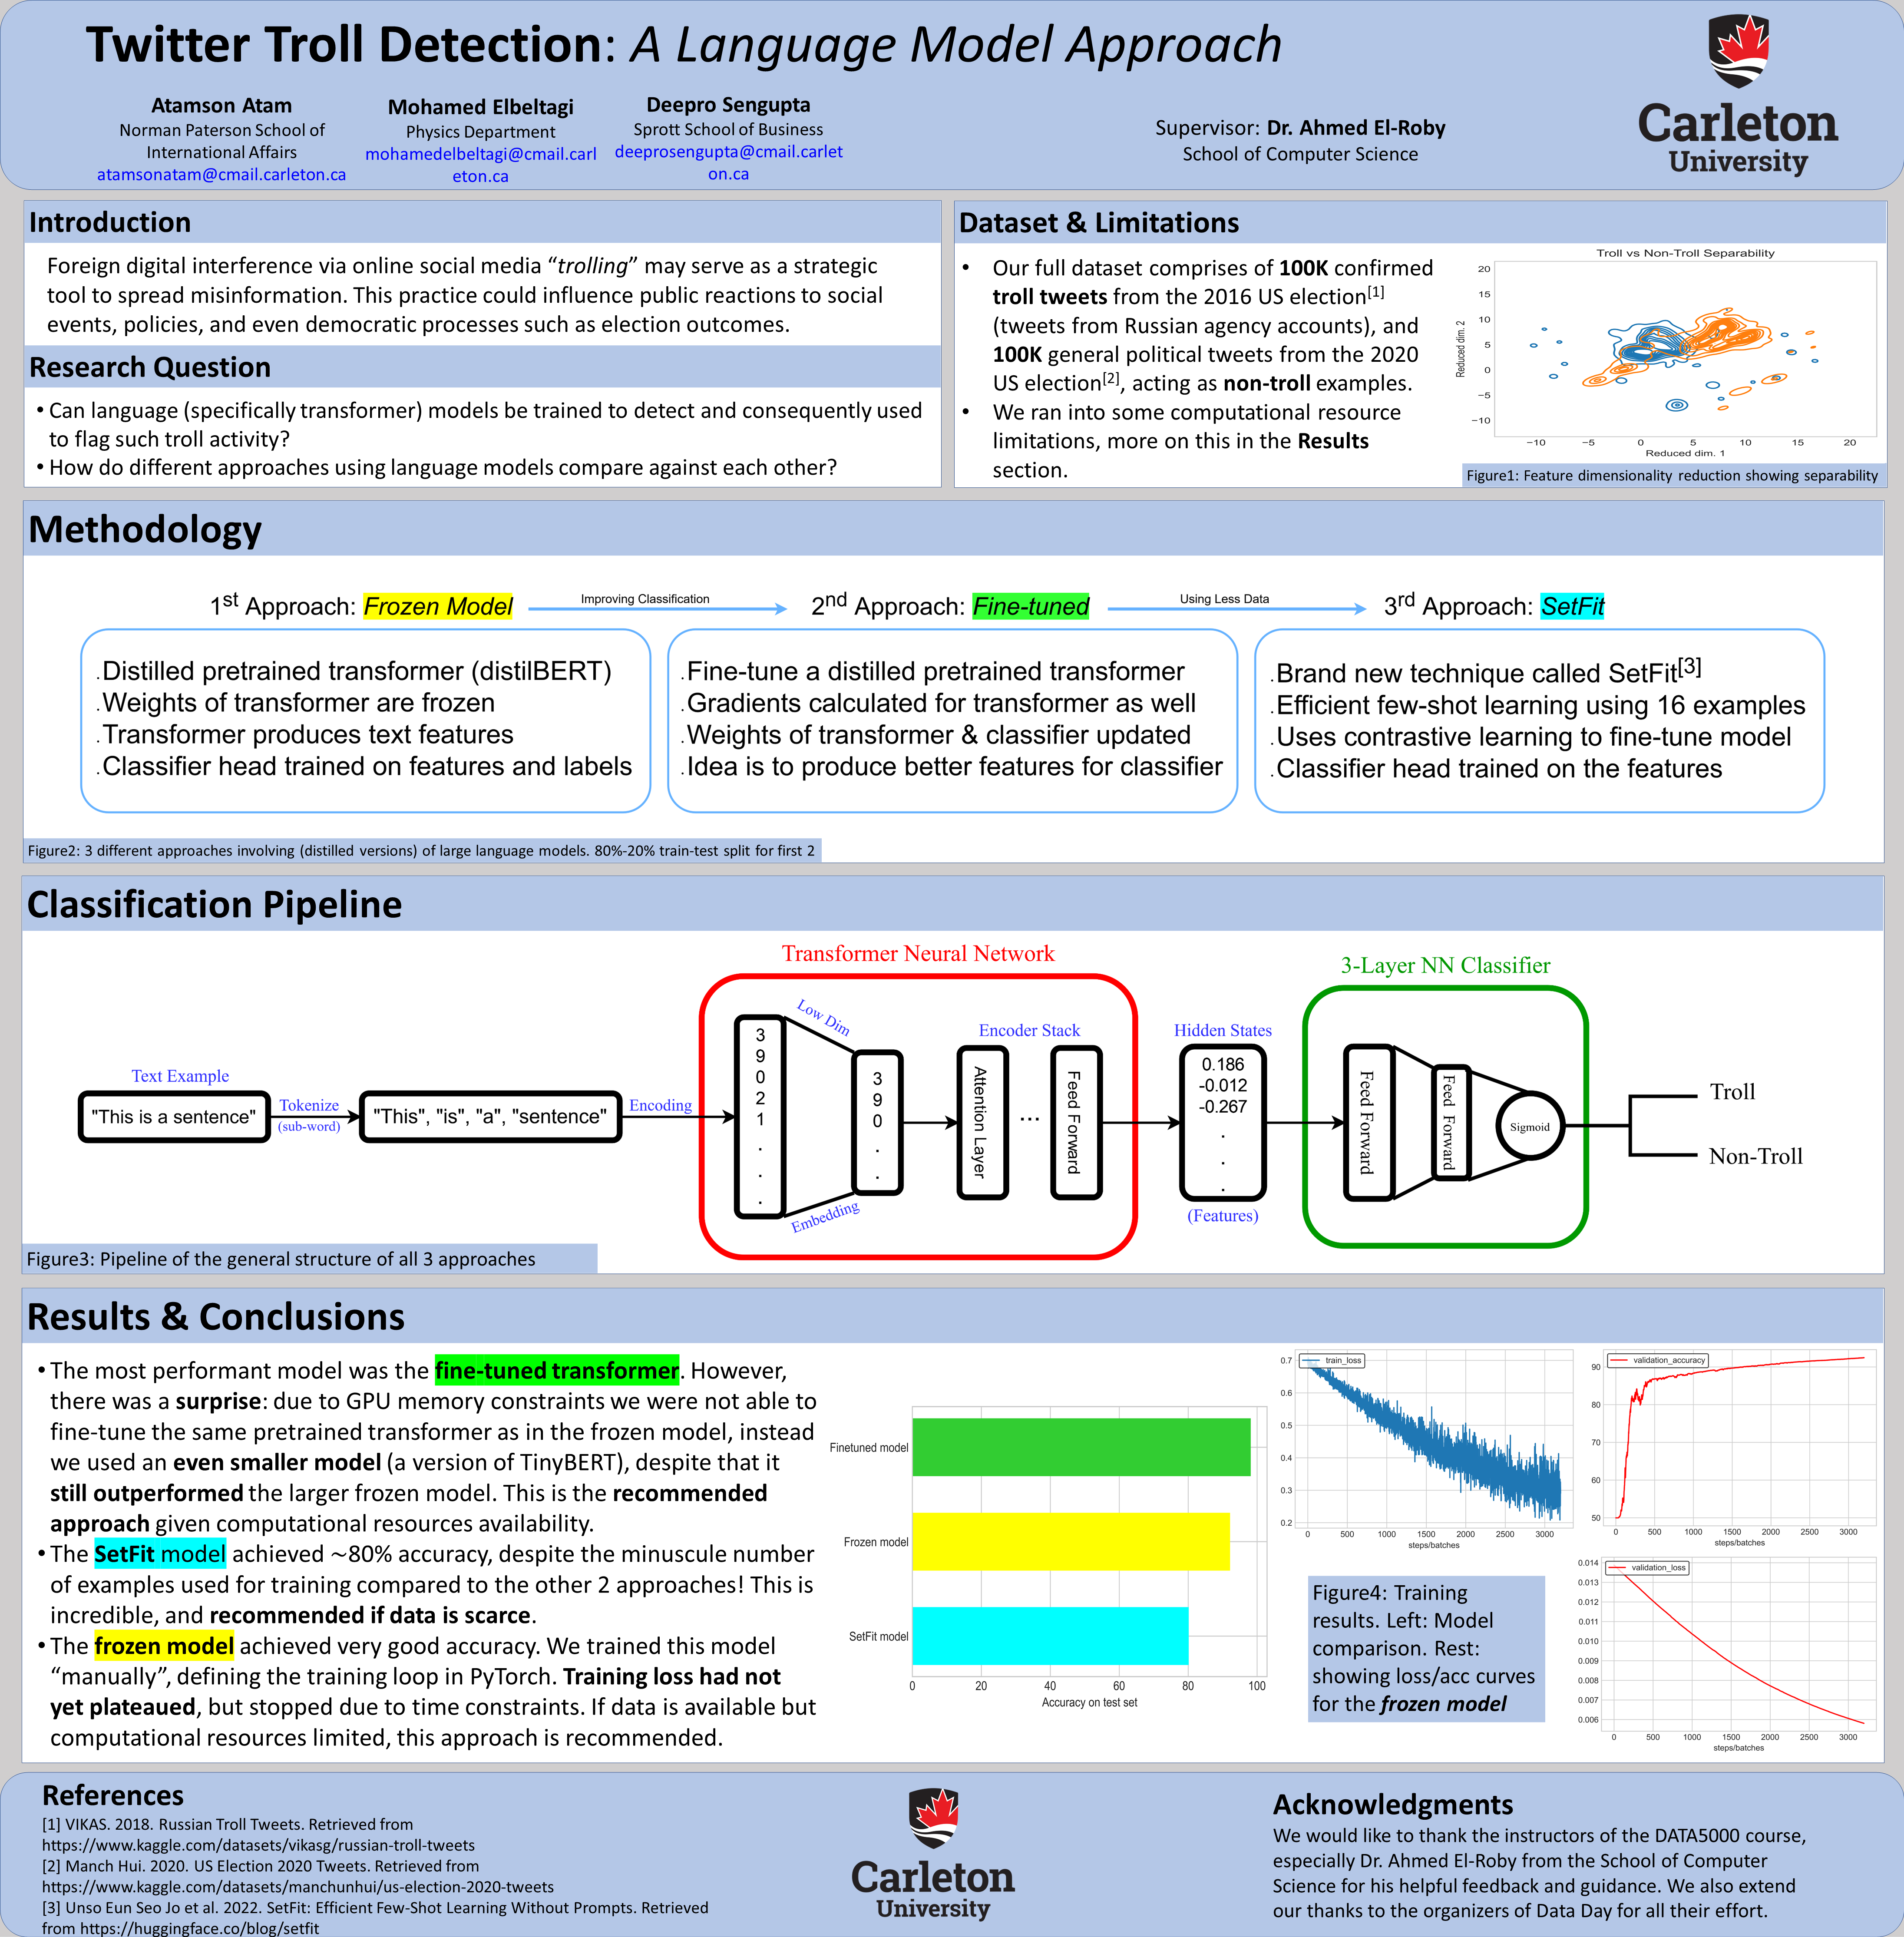 Twitter Troll Detection: A Language Model Approach
Atamson Atam
Norman Paterson School of
International Affairs
atamsonatam@cmail.carleton.ca
Mohamed Elbeltagi
Physics Department
mohamedelbeltagi@cmail.carl
eton.ca
Deepro Sengupta
Sprott School of Business
deeprosengupta@cmail.carlet
on.ca
Supervisor: Dr. Ahmed El-Roby
School of Computer Science
Carleton
University
Introduction
Foreign digital interference via online social media “trolling” may serve as a strategic
tool to spread misinformation. This practice could influence public reactions to social
events, policies, and even democratic processes such as election outcomes.
Research Question
• Can language (specifically transformer) models be trained to detect and consequently used
to flag such troll activity?
• How do different approaches using language models compare against each other?
Dataset & Limitations
• Our full dataset comprises of 100K confirmed
troll tweets from the 2016 US election[1]
(tweets from Russian agency accounts), and
100K general political tweets from the 2020
US election[2], acting as non-troll examples.
• We ran into some computational resource
limitations, more on this in the Results
section.
Troll vs Non-Troll Separability
20
15
10
5
0
−5
−10
Reduced dim. 2
−10 −5 0 5 10 15 20
Reduced dim. 1
Figure1: Feature dimensionality reduction showing separability
Methodology
1st Approach: Frozen Model
Improving Classification
2nd Approach: Fine-tuned
Using Less Data
3rd Approach: SetFit
.Distilled pretrained transformer (distilBERT)
.Weights of transformer are frozen
.Transformer produces text features
.Classifier head trained on features and labels
.Fine-tune a distilled pretrained transformer
.Gradients calculated for transformer as well
.Weights of transformer & classifier updated
.Idea is to produce better features for classifier
.Brand new technique called SetFit[3]
.Efficient few-shot learning using 16 examples
.Uses contrastive learning to fine-tune model
.Classifier head trained on the features
Figure2: 3 different approaches involving (distilled versions) of large language models. 80%-20% train-test split for first 2
Classification Pipeline
Text Example
"This is a sentence"
Tokenize
(sub-word)
"This", "is", "a", "sentence"
Encoding
Transformer Neural Network
3
9
0
2
1
.
.
.
Low Dim
Embedding
3
9
0
.
.
Encoder Stack
Attention Layer
...
Feed Forward
Hidden States
0.186
-0.012
-0.267
.
.
.
(Features)
3-Layer NN Classifier
Feed Forward
Feed Forward
Sigmoid
Troll
Non-Troll
Figure3: Pipeline of the general structure of all 3 approaches
Results & Conclusions
• The most performant model was the fine-tuned transformer. However,
there was a surprise: due to GPU memory constraints we were not able to
fine-tune the same pretrained transformer as in the frozen model, instead
we used an even smaller model (a version of TinyBERT), despite that it
still outperformed the larger frozen model. This is the recommended
approach given computational resources availability.
• The SetFit model achieved ~80% accuracy, despite the minuscule number
of examples used for training compared to the other 2 approaches! This is
incredible, and recommended if data is scarce.
• The frozen model achieved very good accuracy. We trained this model
“manually”, defining the training loop in PyTorch. Training loss had not
yet plateaued, but stopped due to time constraints. If data is available but
computational resources limited, this approach is recommended.
Finetuned model
Frozen model
SetFit model
0 20 40 60 80 100
Accuracy on test set
train_loss
0.7
0.6
0.5
0.4
0.3
0.2
0 500 1000 1500 2000 2500 3000
steps/batches
validation_accuracy
90
80
70
60
50
0 500 1000 1500 2000 2500 3000
steps/batches
Figure4: Training
results. Left: Model
comparison. Rest:
showing loss/acc curves
for the frozen model
validation_loss
0.014
0.013
0.012
0.011
0.010
0.009
0.008
0.007
0.006
0 500 1000 1500 2000 2500 3000
steps/batches
References
[1] VIKAS. 2018. Russian Troll Tweets. Retrieved from
https://www.kaggle.com/datasets/vikasg/russian-troll-tweets
[2] Manch Hui. 2020. US Election 2020 Tweets. Retrieved from
https://www.kaggle.com/datasets/manchunhui/us-election-2020-tweets
[3] Unso Eun Seo Jo et al. 2022. SetFit: Efficient Few-Shot Learning Without Prompts. Retrieved
from https://huggingface.co/blog/setfit
Carleton
University
Acknowledgments
We would like to thank the instructors of the DATA5000 course,
especially Dr. Ahmed El-Roby from the School of Computer
Science for his helpful feedback and guidance. We also extend
our thanks to the organizers of Data Day for all their effort.